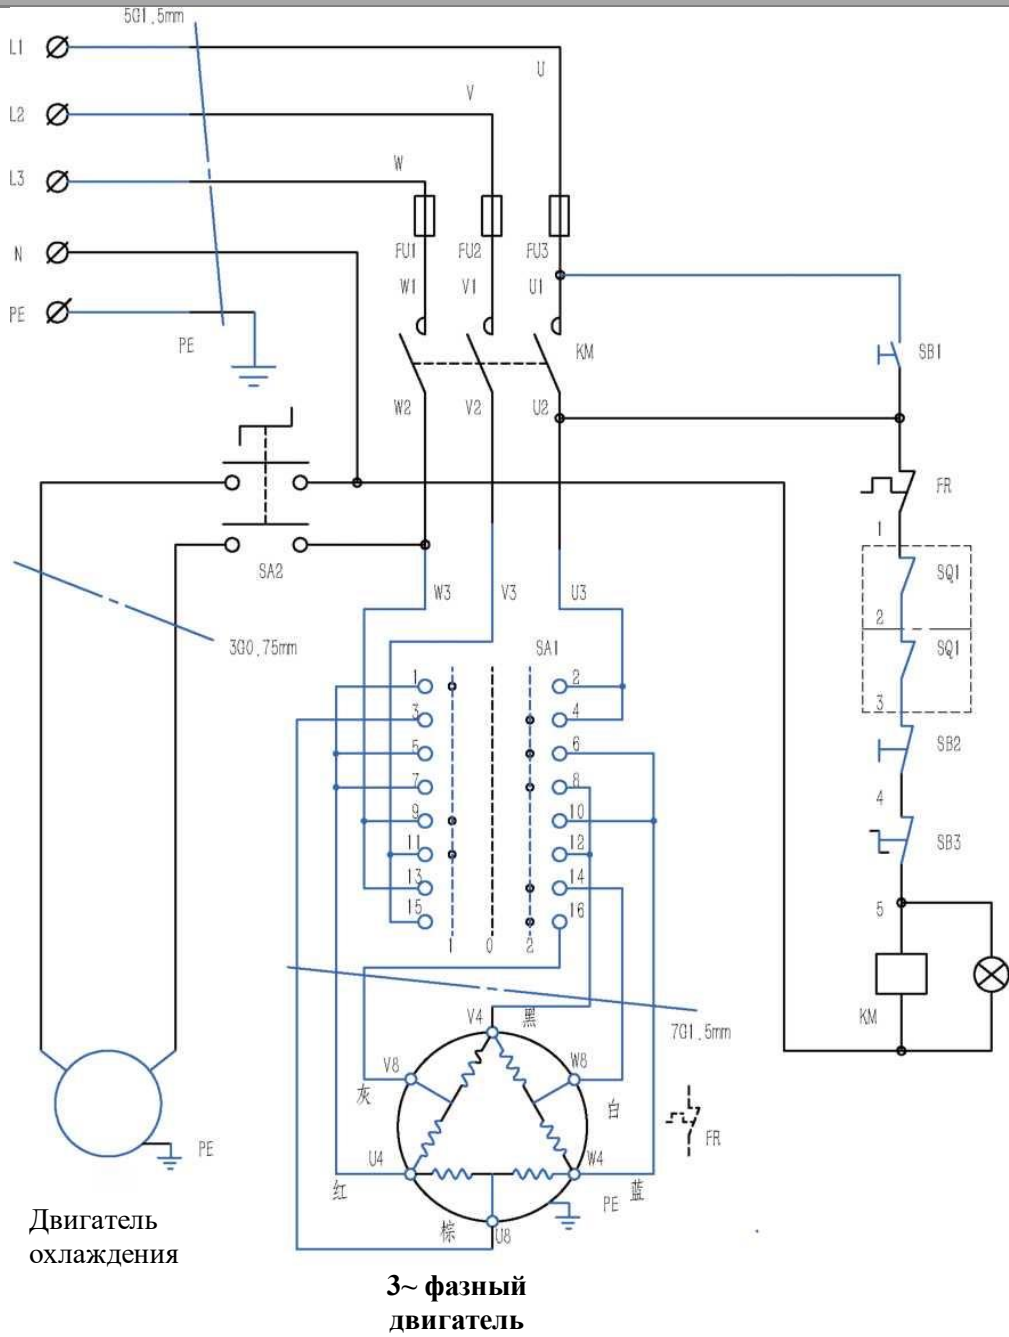 5G1.5mm
L1
U
L2
V
L3
W
N
FU1
FU2
FU3
W1
V1
U1
PE
PE
KM
SB1
W2
V2
U2
FR
1
SA2
SQ1
W3
V3
U3
2
3G0.75mm
SA1
SQ1
1
2
3
4
3
5
6
SB2
7
8
4
9
10
11
12
SB3
13
14
15
16
5
1
0
2
KM
V4
黑
7G1.5mm
V8
W8
灰
白
FR
PE
U4
W4
红
PE
蓝
棕
U8
Двигатель
охлаждения
3~ фазный
двигатель